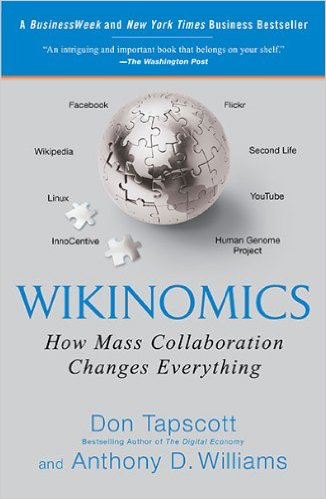 A BusinessWeek and New York Times Business Bestseller
"An intriguing and important book that belongs on your shelf."
—The Washington Post
Facebook
Flickr
Wikipedia
Second Life
Linux
YouTube
InnoCentive
Human Genome
Project
WIKINOMICS
How Mass Collaboration
Changes Everything
Don Tapscott
Bestselling Author of The Digital Economy
and Anthony D. Williams